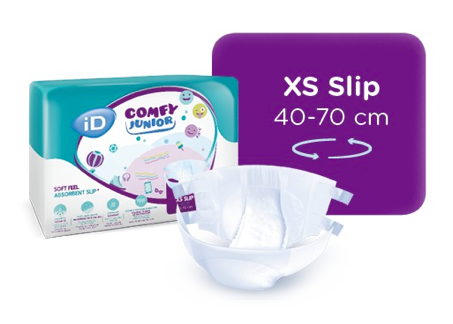 iD
COMFY
JUNIOR
SOFT FEEL
ABSORBENT SLIP
XS SLIP
XS Slip
40-70 cm